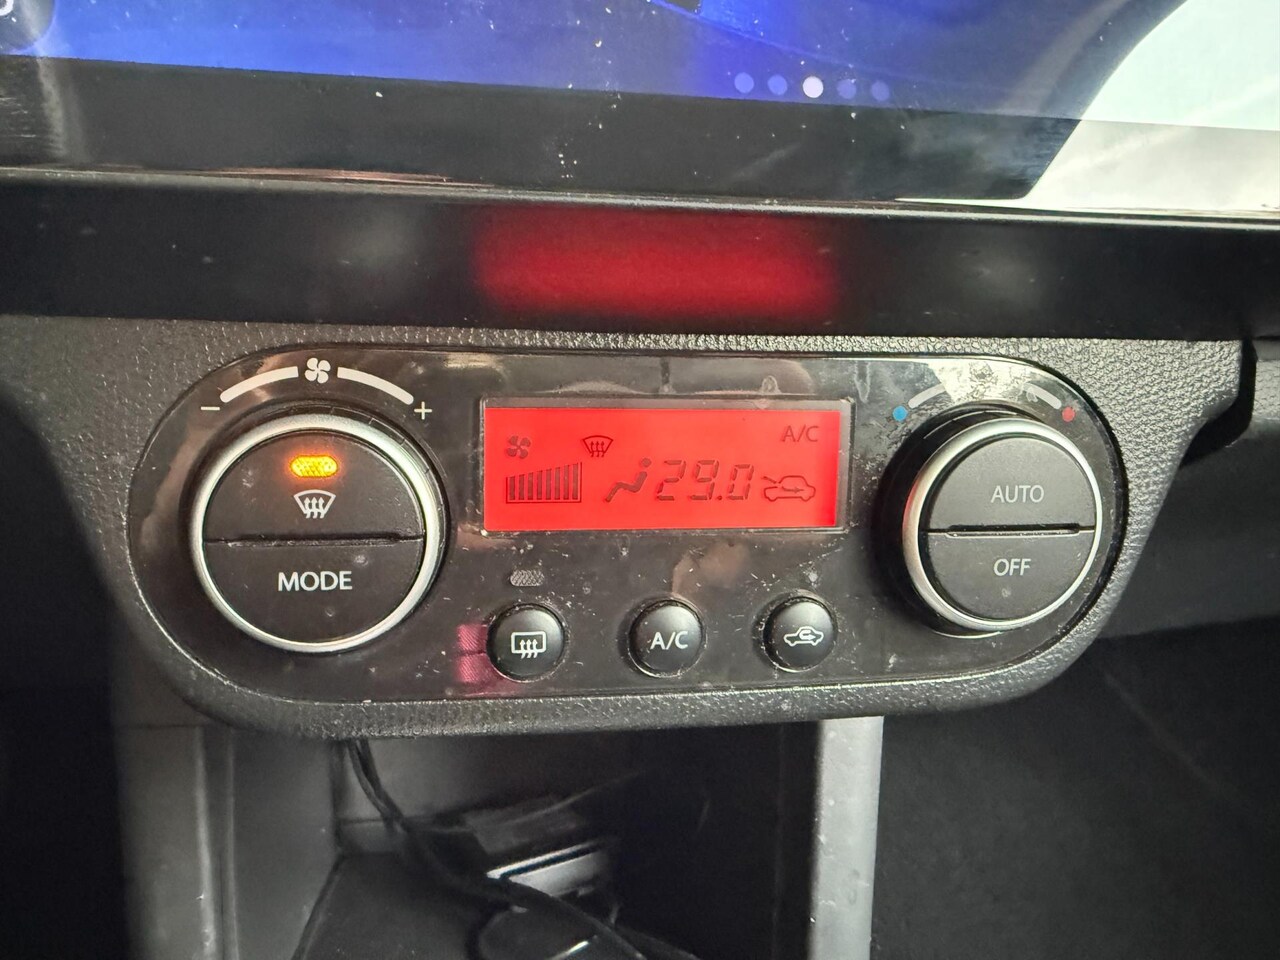 − +
A/C
29.0
MODE
AUTO
OFF
A/C